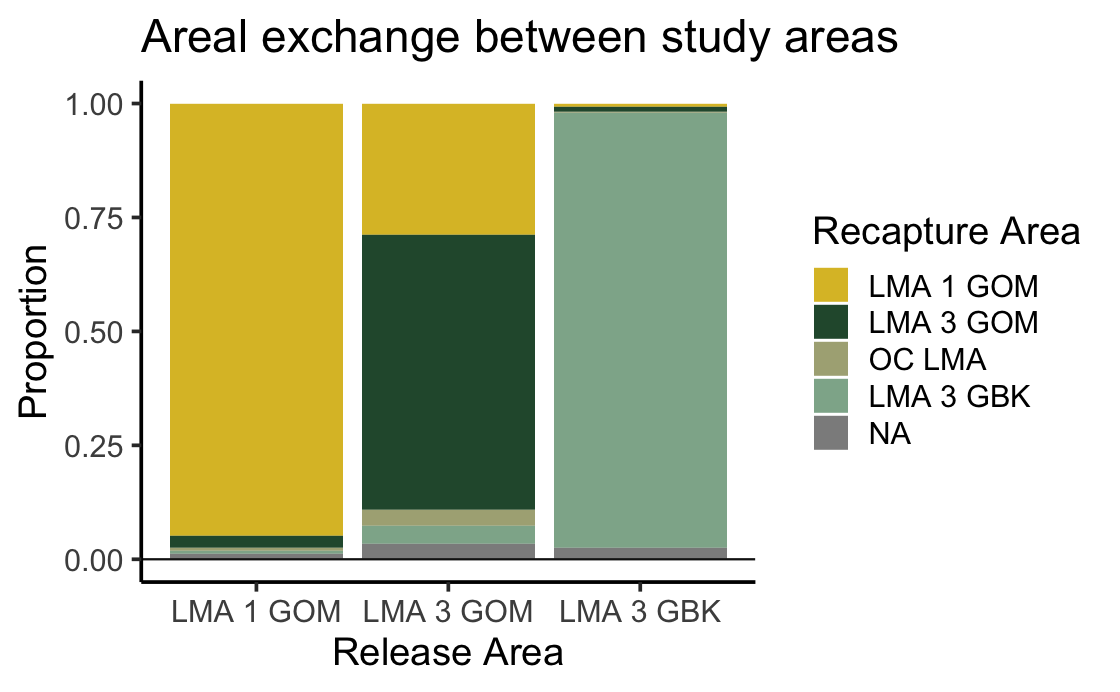 Areal exchange between study areas
1.00
0.75
0.50
0.25
0.00
Proportion
LMA 1 GOM LMA 3 GOM LMA 3 GBK
Release Area
Recapture Area
LMA 1 GOM
LMA 3 GOM
OC LMA
LMA 3 GBK
NA